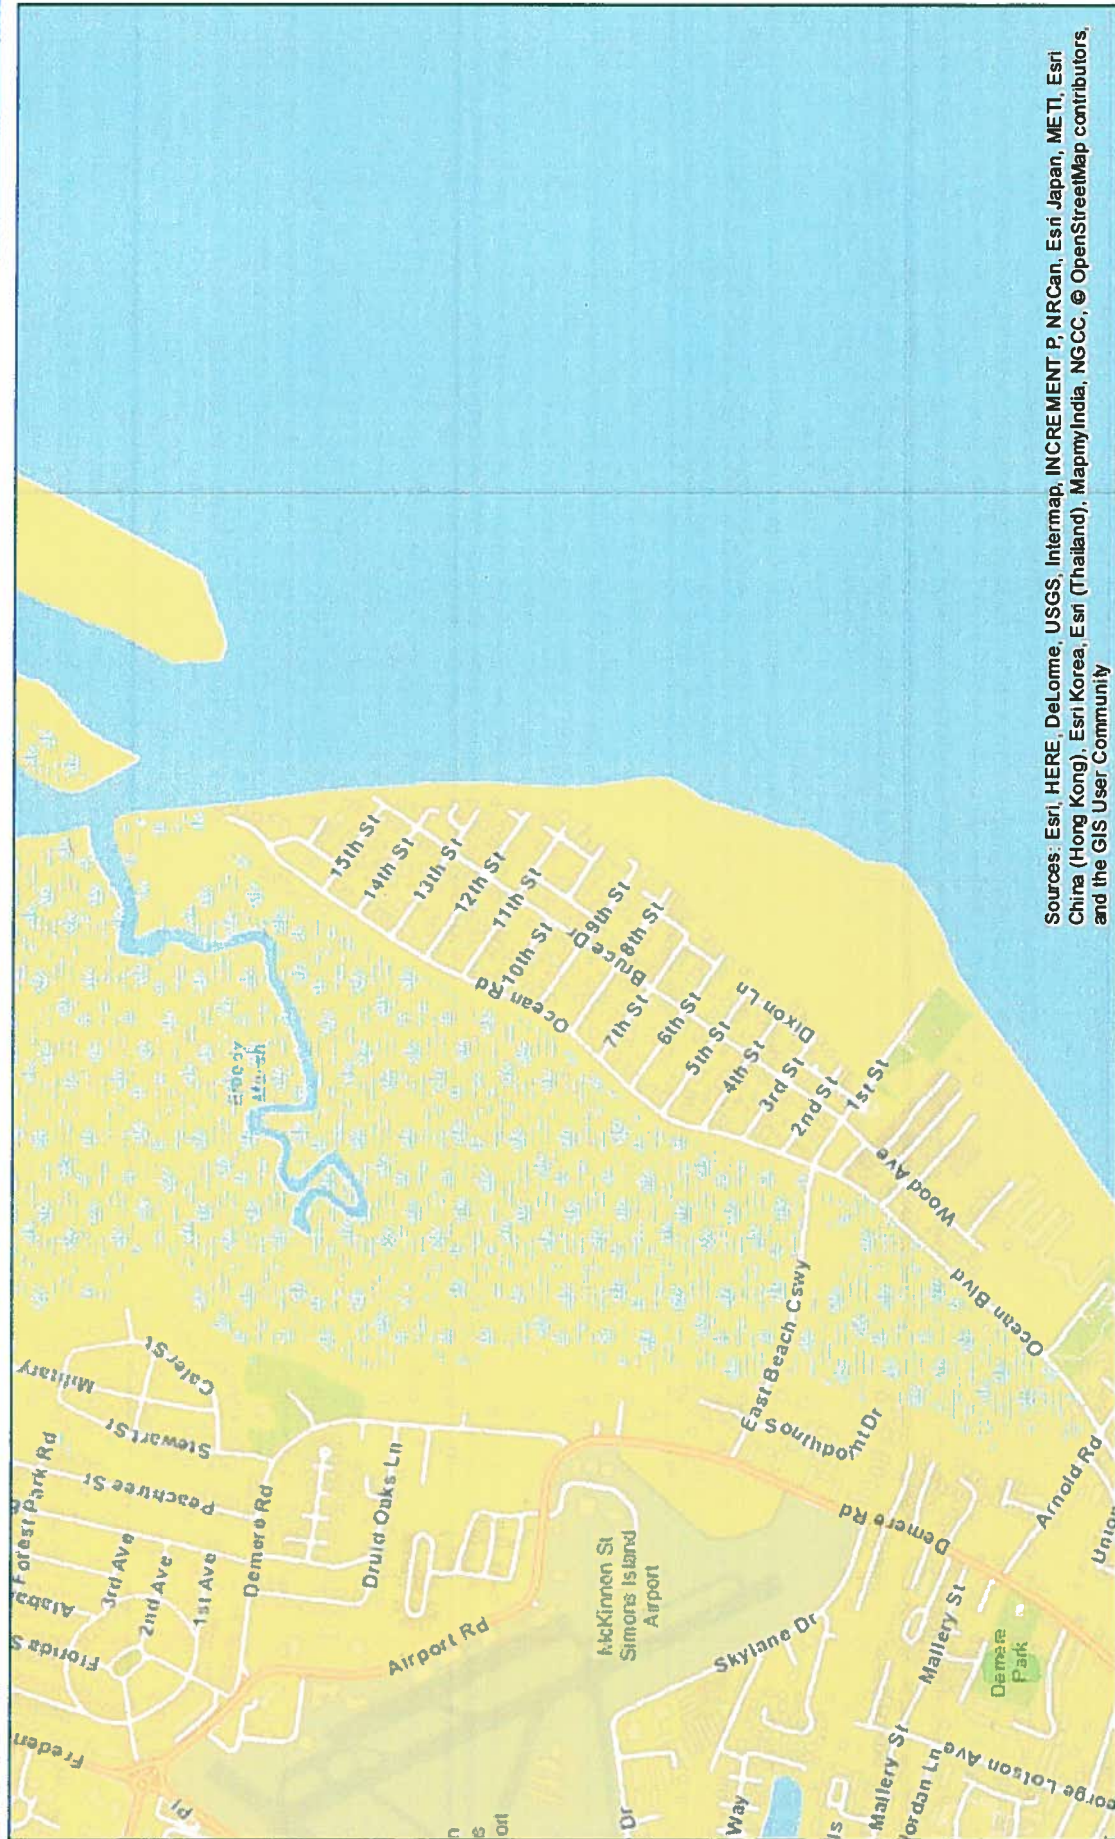 Sources: Esri, HERE, DeLorme, USGS, Intermap, INCREMENT P, NRCan, Esri Japan, METI, Esri
China (Hong Kong), Esri Korea, Esri (Thailand), MapmyIndia, NGCC, © OpenStreetMap contributors,
and the GIS User Community
15th St
14th St
13th St
12th St
11th St
10th St
9th St
8th St
7th St
6th St
5th St
4th St
3rd St
2nd St
1st St
Bruce Dr
Ocean Rd
Dixon Ln
Wood Ave
Ocean Blvd
East Beach Cswy
Military
Cater St
Stewart St
Forest Park Rd
Peachtree St
3rd Ave
2nd Ave
1st Ave
Demere Rd
Druid Oaks Ln
Florida S
Airport Rd
McKinnon St
Simons Island
Airport
Demere Rd
Arnold Rd
Union
Skylane Dr
Mallery St
Demere
Park
Mallery St
ordan Ln
orge Lotson Ave
Way
Dr
Pl
ort